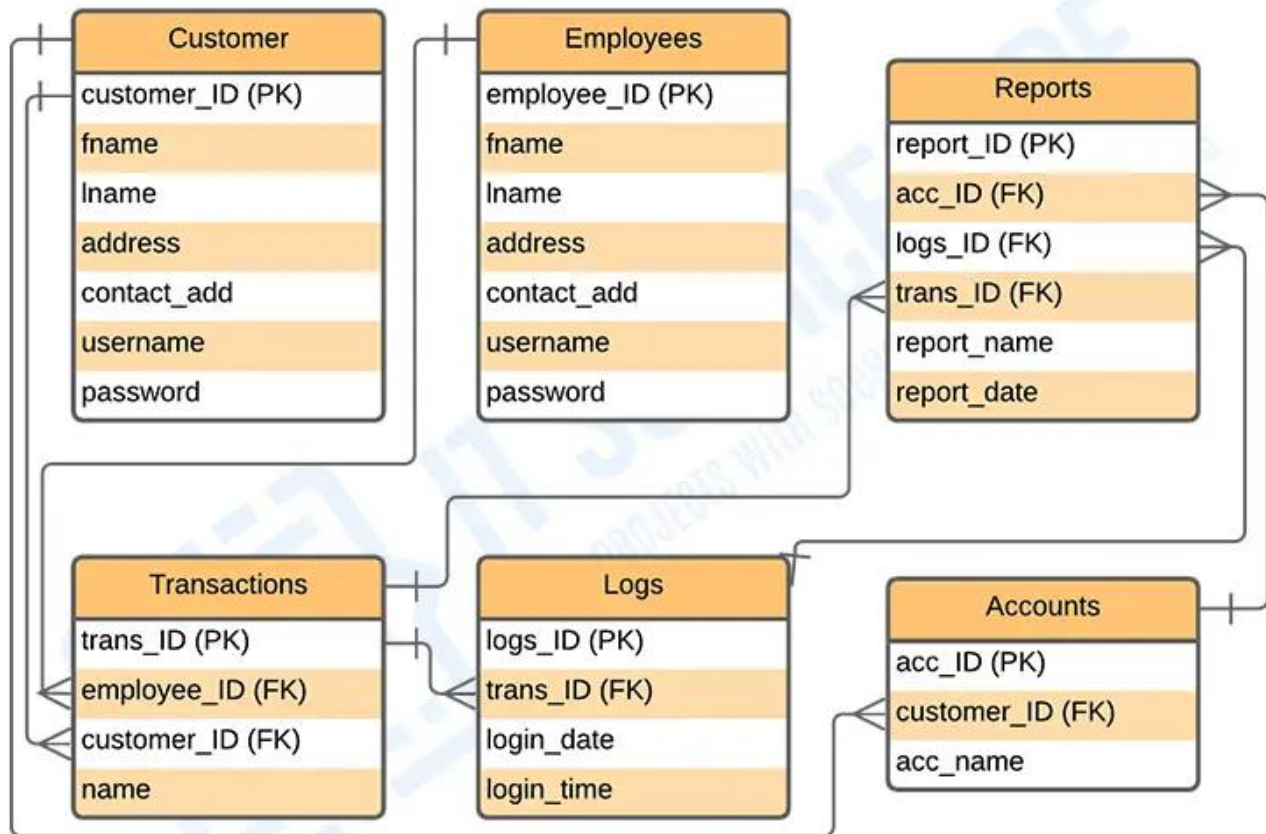 Customer
customer_ID (PK)
fname
lname
address
contact_add
username
password
Employees
employee_ID (PK)
fname
lname
address
contact_add
username
password
Reports
report_ID (PK)
acc_ID (FK)
logs_ID (FK)
trans_ID (FK)
report_name
report_date
Transactions
trans_ID (PK)
employee_ID (FK)
customer_ID (FK)
name
Logs
logs_ID (PK)
trans_ID (FK)
login_date
login_time
Accounts
acc_ID (PK)
customer_ID (FK)
acc_name
PROJECTS WITH